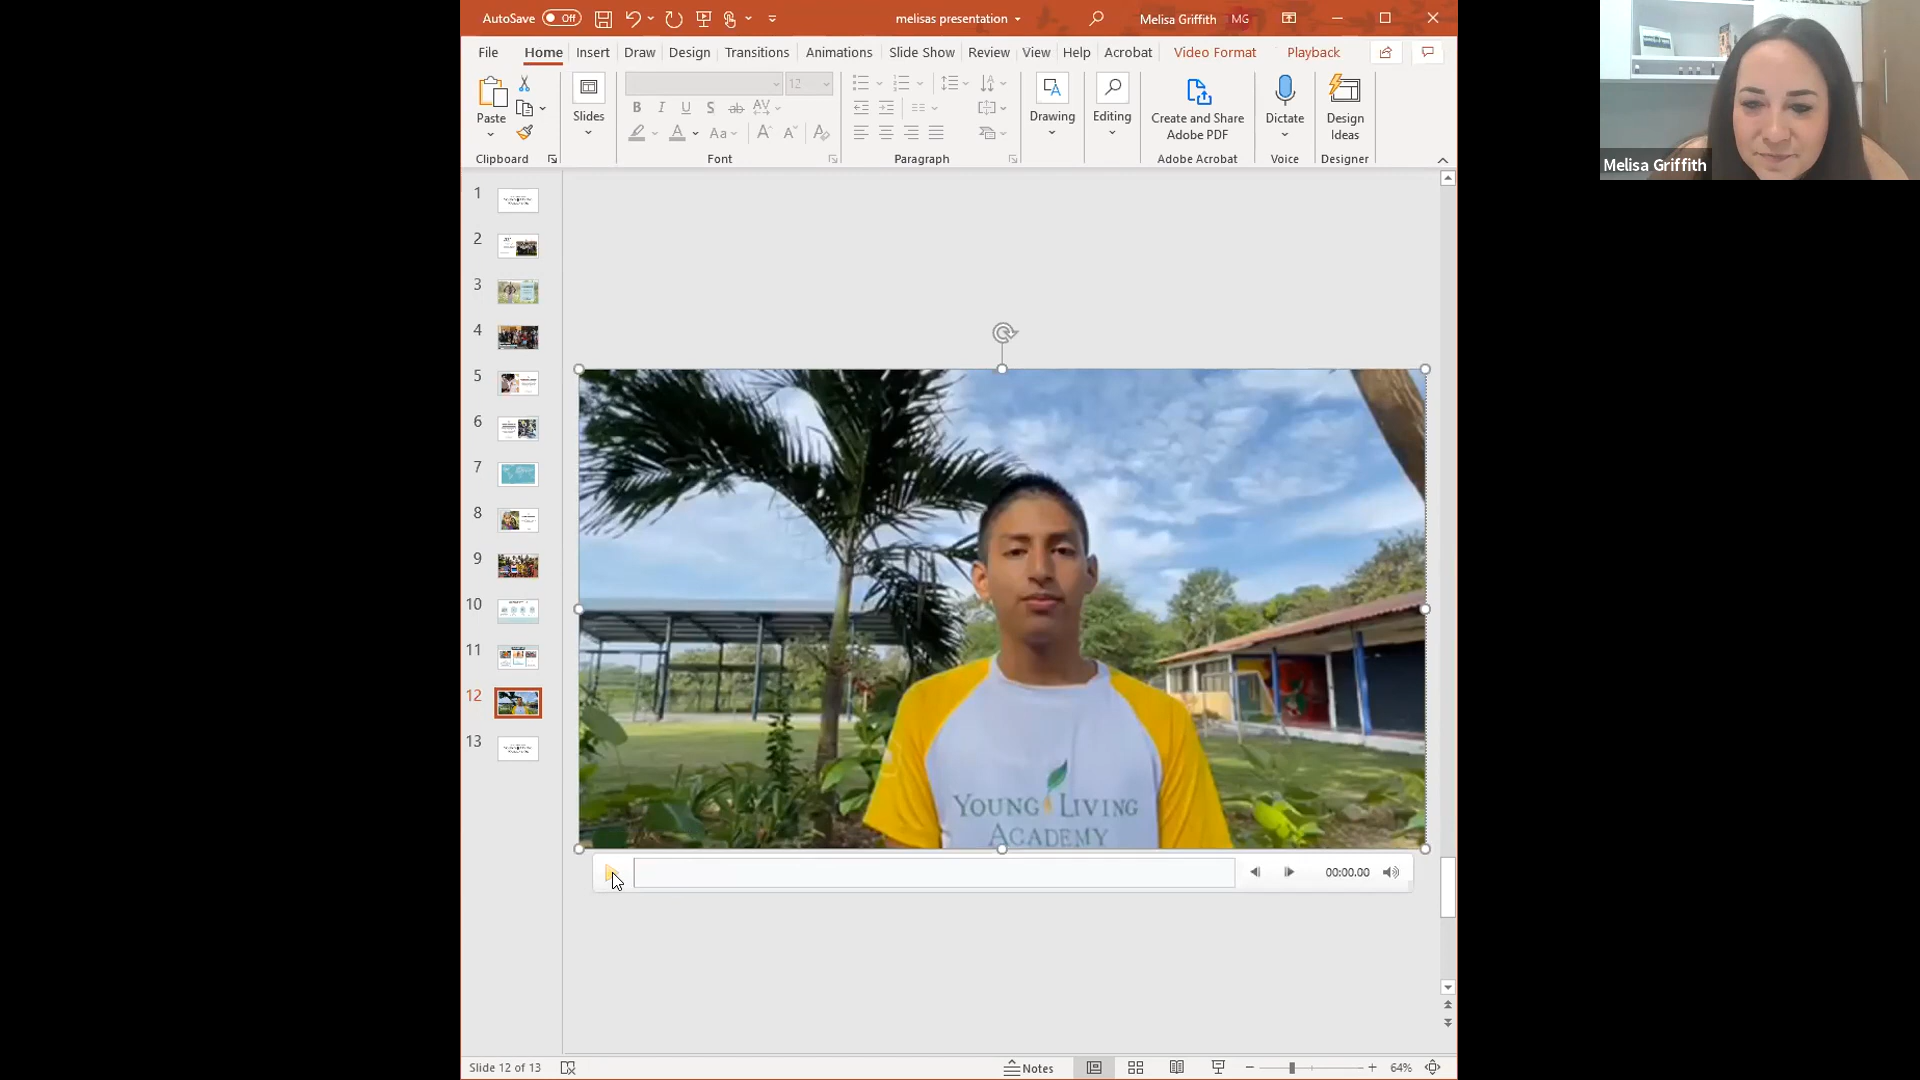 AutoSave Off melisas presentation Melisa Griffith MG
File Home Insert Draw Design Transitions Animations Slide Show Review View Help Acrobat Video Format Playback
12
Paste Slides B I U S ab AV Drawing Editing Create and Share Adobe PDF Dictate Design Ideas
A Aa A A
Clipboard Font Paragraph Adobe Acrobat Voice Designer
Melisa Griffith
1
2
3
4
5
6
7
8
9
10
11
12
13
YOUNG LIVING
ACADEMY
00:00.00
Slide 12 of 13 Notes 64%